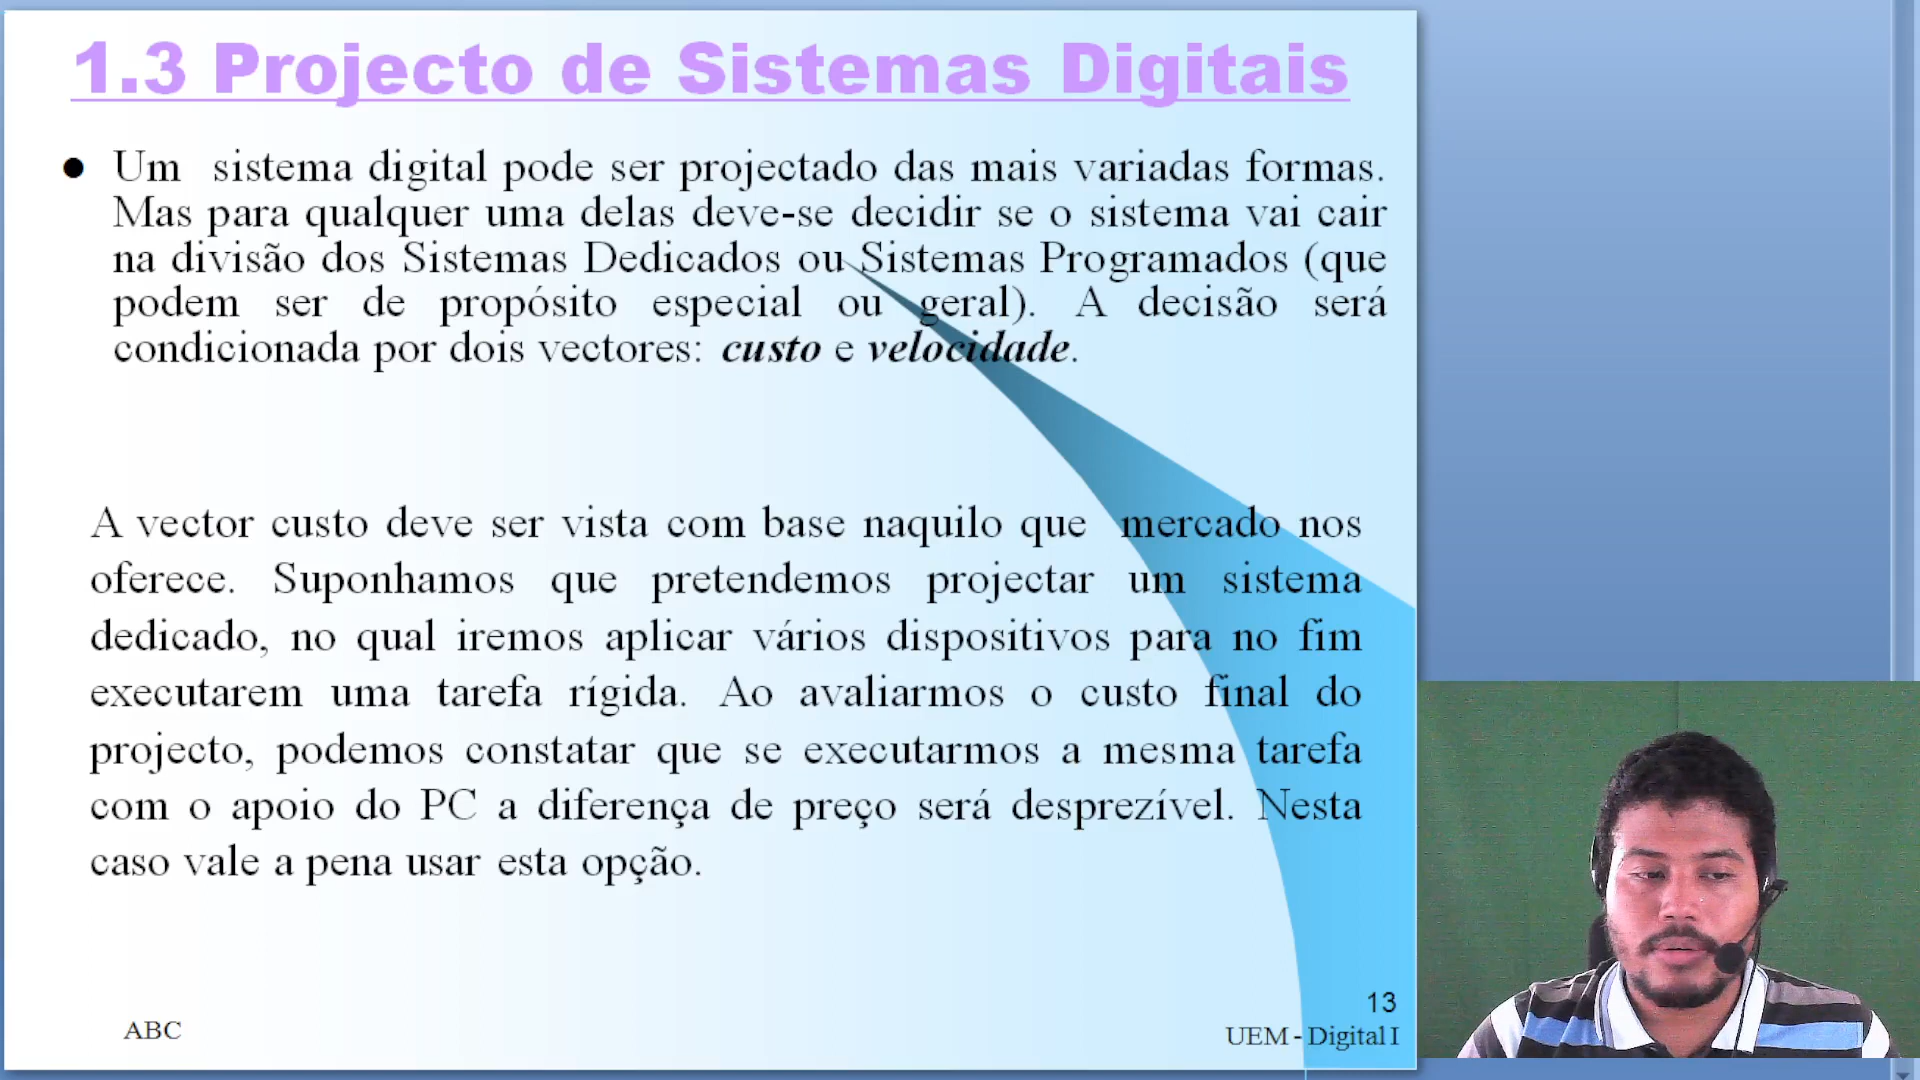 1.3 Projecto de Sistemas Digitais
● Um sistema digital pode ser projectado das mais variadas formas.
Mas para qualquer uma delas deve-se decidir se o sistema vai cair
na divisão dos Sistemas Dedicados ou Sistemas Programados (que
podem ser de propósito especial ou geral). A decisão será
condicionada por dois vectores: custo e velocidade.
A vector custo deve ser vista com base naquilo que mercado nos
oferece. Suponhamos que pretendemos projectar um sistema
dedicado, no qual iremos aplicar vários dispositivos para no fim
executarem uma tarefa rígida. Ao avaliarmos o custo final do
projecto, podemos constatar que se executarmos a mesma tarefa
com o apoio do PC a diferença de preço será desprezível. Nesta
caso vale a pena usar esta opção.
13
ABC
UEM - Digital I